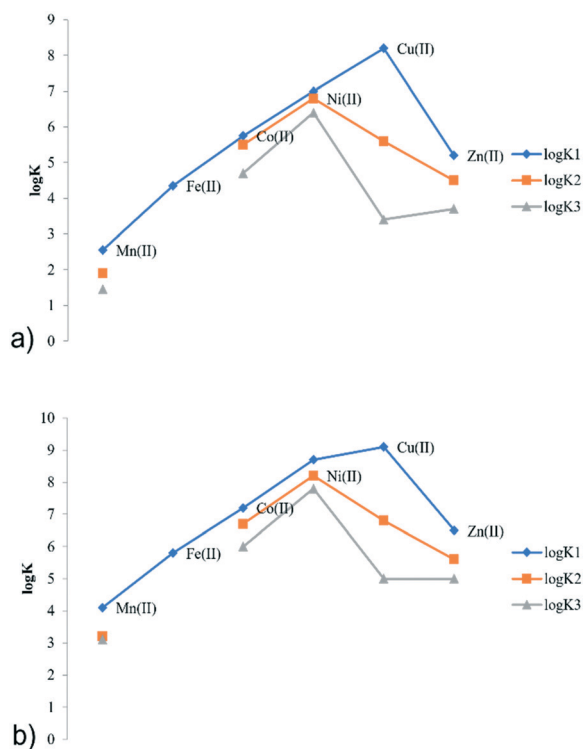 9
8
7
6
5
4
3
2
1
0
logK
Cu(II)
Ni(II)
Co(II)
Zn(II)
Fe(II)
Mn(II)
logK1
logK2
logK3
a)
10
9
8
7
6
5
4
3
2
1
0
logK
Cu(II)
Ni(II)
Co(II)
Zn(II)
Fe(II)
Mn(II)
logK1
logK2
logK3
b)